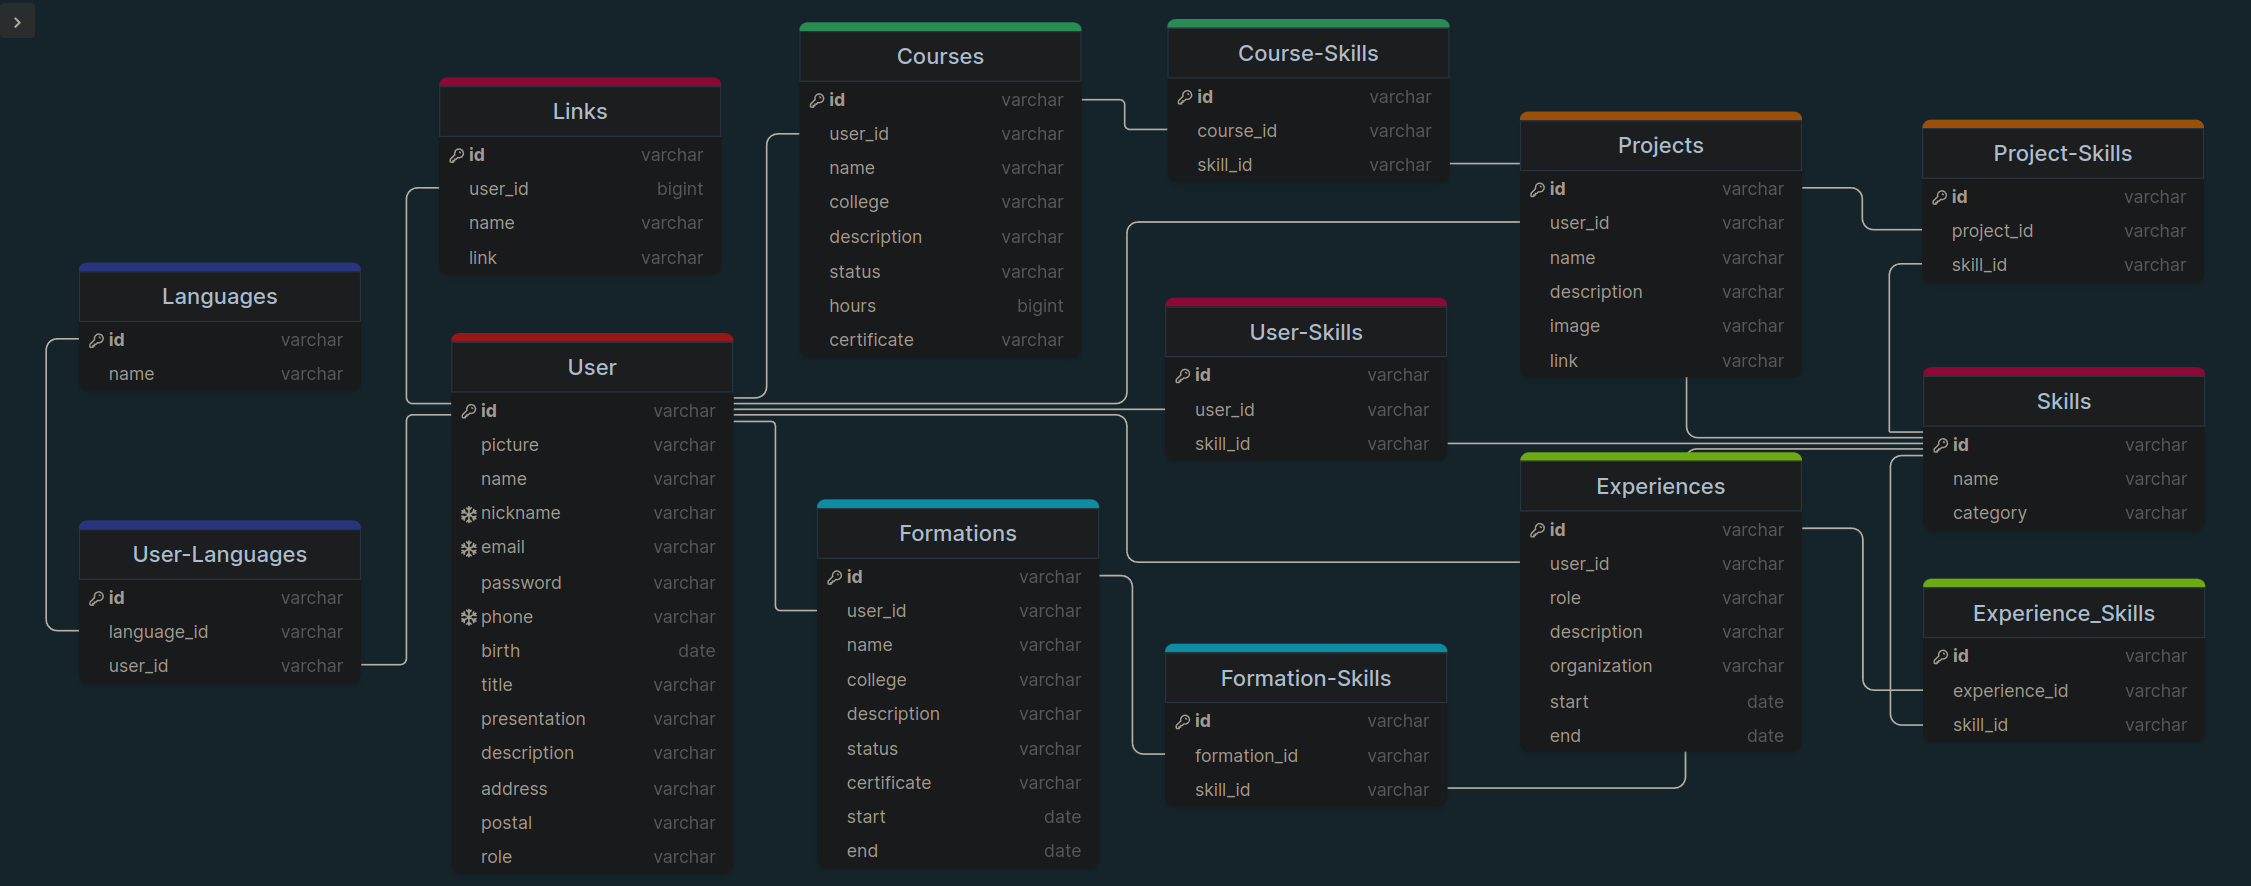 Languages
id varchar
name varchar
User-Languages
id varchar
language_id varchar
user_id varchar
Links
id varchar
user_id bigint
name varchar
link varchar
User
id varchar
picture varchar
name varchar
nickname varchar
email varchar
password varchar
phone varchar
birth date
title varchar
presentation varchar
description varchar
address varchar
postal varchar
role varchar
Courses
id varchar
user_id varchar
name varchar
college varchar
description varchar
status varchar
hours bigint
certificate varchar
Formations
id varchar
user_id varchar
name varchar
college varchar
description varchar
status varchar
certificate varchar
start date
end date
Course-Skills
id varchar
course_id varchar
skill_id varchar
User-Skills
id varchar
user_id varchar
skill_id varchar
Formation-Skills
id varchar
formation_id varchar
skill_id varchar
Projects
id varchar
user_id varchar
name varchar
description varchar
image varchar
link varchar
Experiences
id varchar
user_id varchar
role varchar
description varchar
organization varchar
start date
end date
Project-Skills
id varchar
project_id varchar
skill_id varchar
Skills
id varchar
name varchar
category varchar
Experience_Skills
id varchar
experience_id varchar
skill_id varchar